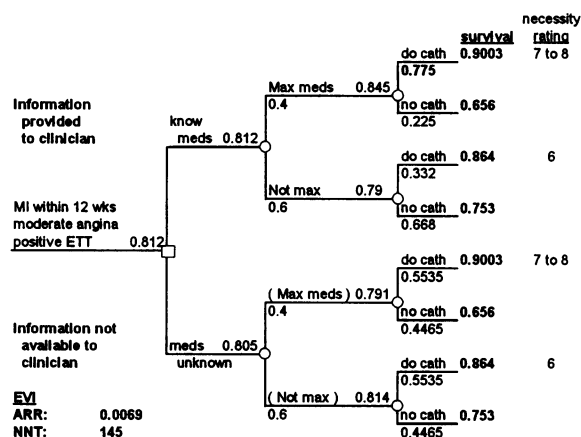 necessity
survival rating
do cath 0.9003 7 to 8
0.775
Max meds 0.845
0.4
no cath 0.656
0.225
Information
provided
to clinician
know
meds 0.812
do cath 0.864 6
0.332
Not max 0.79
0.6
no cath 0.753
0.668
MI within 12 wks
moderate angina
positive ETT 0.812
do cath 0.9003 7 to 8
0.5535
( Max meds ) 0.791
0.4
no cath 0.656
0.4465
Information not
available to
clinician
meds 0.805
unknown
do cath 0.864 6
0.5535
( Not max ) 0.814
0.6
no cath 0.753
0.4465
EVI
ARR: 0.0069
NNT: 145